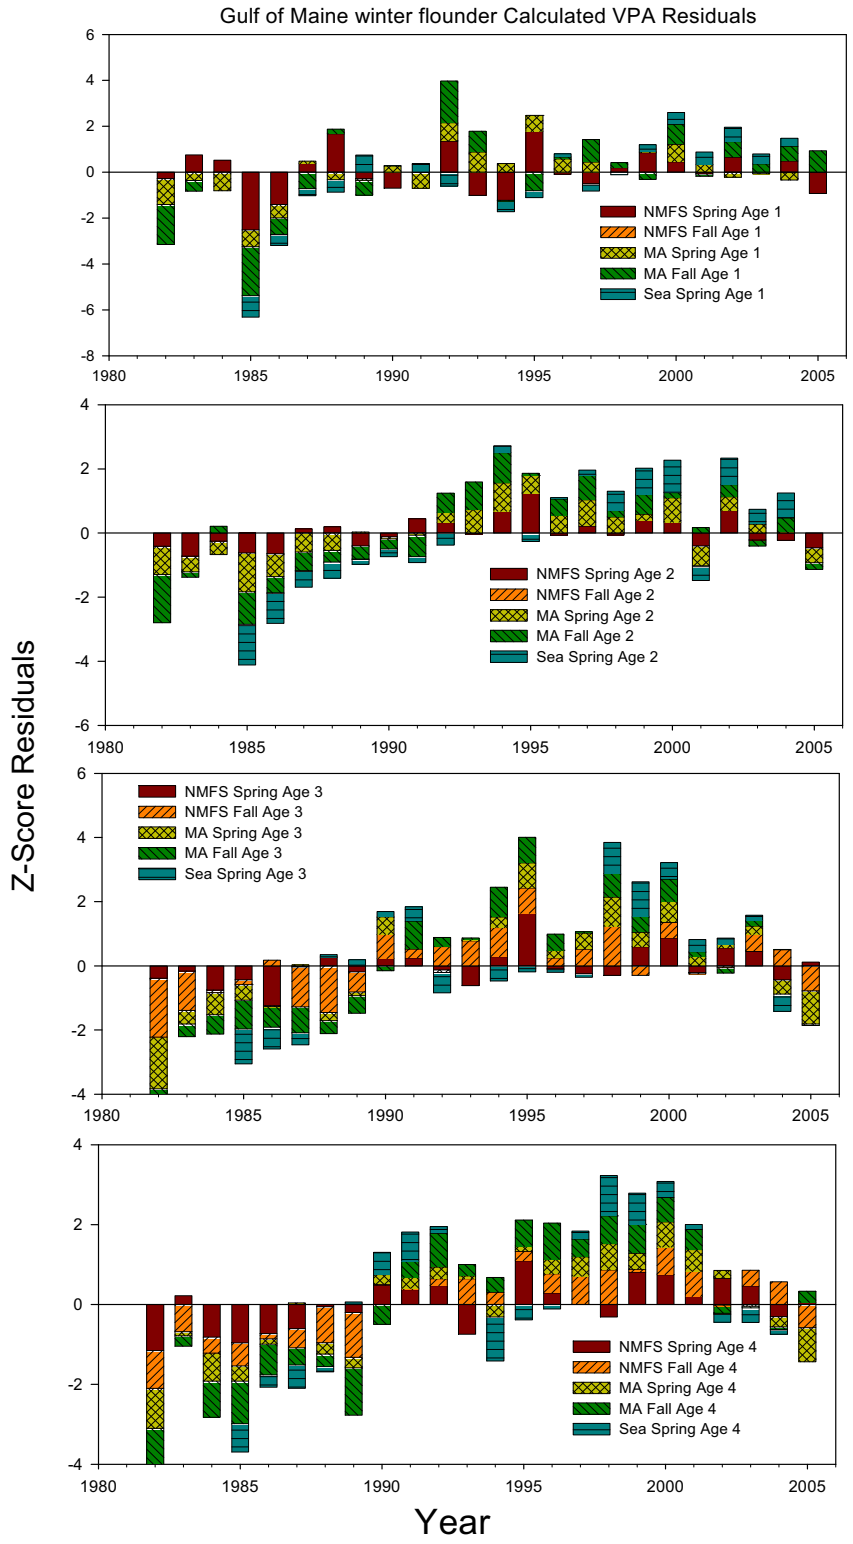 Gulf of Maine winter flounder Calculated VPA Residuals
6
4
2
0
-2
-4
-6
-8
NMFS Spring Age 1
NMFS Fall Age 1
MA Spring Age 1
MA Fall Age 1
Sea Spring Age 1
1980 1985 1990 1995 2000 2005
4
2
0
-2
-4
-6
NMFS Spring Age 2
NMFS Fall Age 2
MA Spring Age 2
MA Fall Age 2
Sea Spring Age 2
1980 1985 1990 1995 2000 2005
Z-Score Residuals
6
4
2
0
-2
-4
NMFS Spring Age 3
NMFS Fall Age 3
MA Spring Age 3
MA Fall Age 3
Sea Spring Age 3
1980 1985 1990 1995 2000 2005
4
2
0
-2
-4
NMFS Spring Age 4
NMFS Fall Age 4
MA Spring Age 4
MA Fall Age 4
Sea Spring Age 4
1980 1985 1990 1995 2000 2005
Year